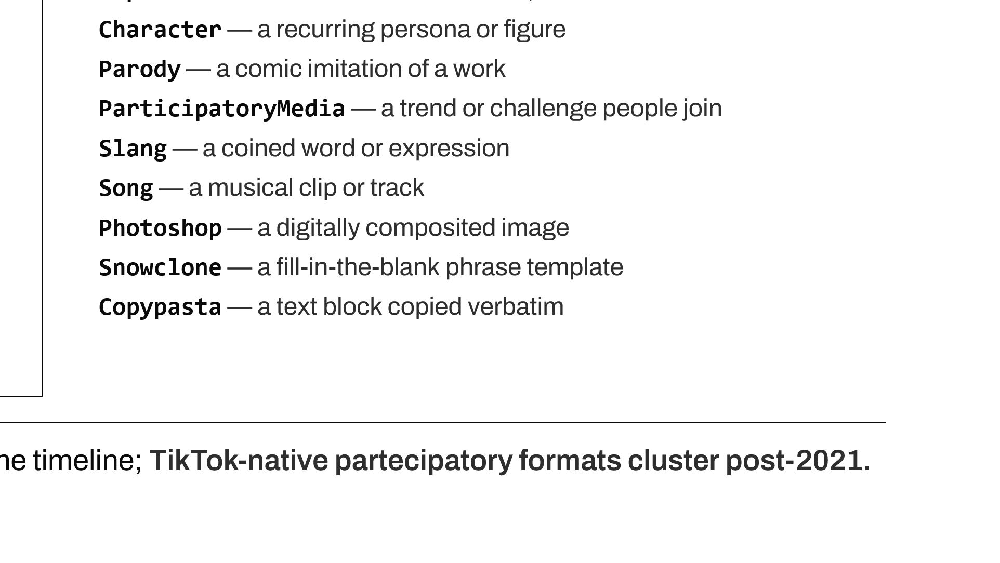 Character — a recurring persona or figure
Parody — a comic imitation of a work
ParticipatoryMedia — a trend or challenge people join
Slang — a coined word or expression
Song — a musical clip or track
Photoshop — a digitally composited image
Snowclone — a fill-in-the-blank phrase template
Copypasta — a text block copied verbatim
timeline; TikTok-native partecipatory formats cluster post-2021.